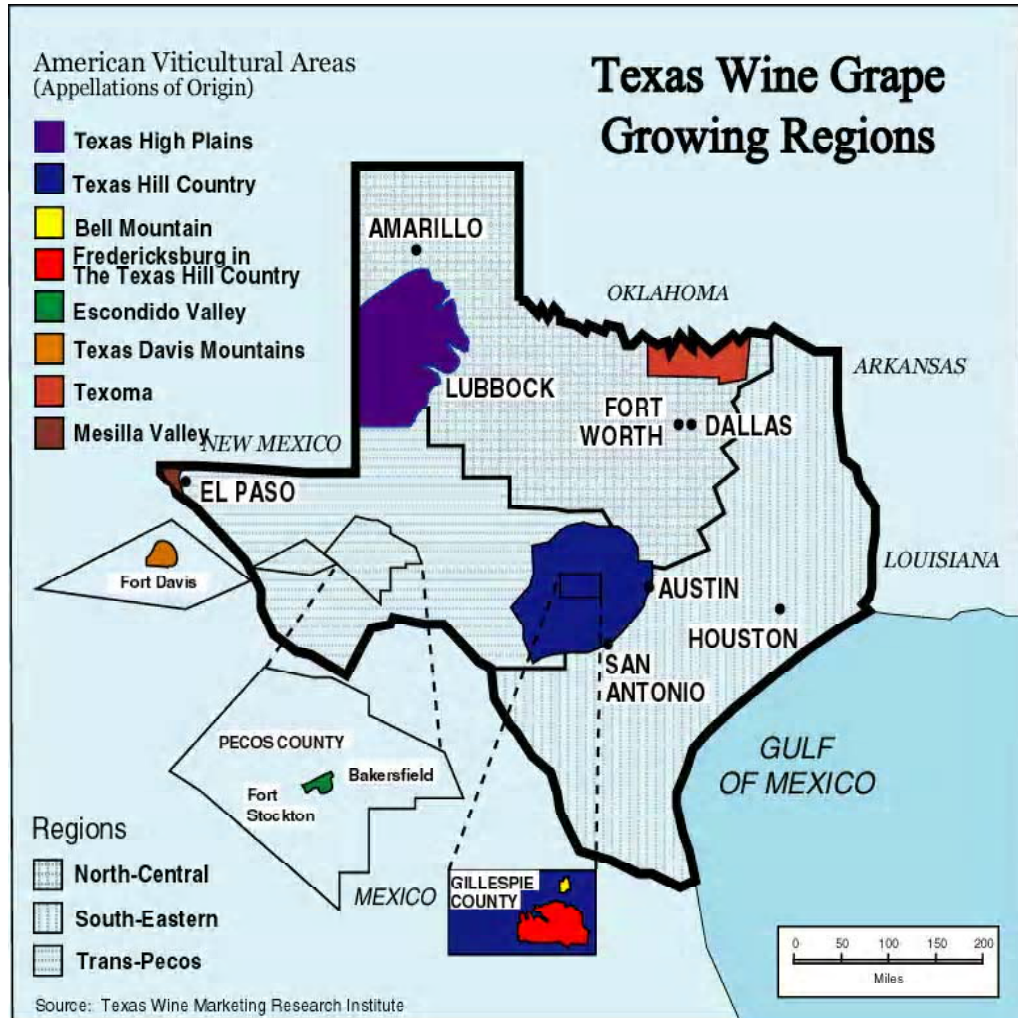 American Viticultural Areas
(Appellations of Origin)
Texas Wine Grape
Growing Regions
Texas High Plains
Texas Hill Country
Bell Mountain
Fredericksburg in
The Texas Hill Country
Escondido Valley
Texas Davis Mountains
Texoma
Mesilla Valley
AMARILLO
OKLAHOMA
ARKANSAS
LUBBOCK
FORT
WORTH
DALLAS
NEW MEXICO
EL PASO
Fort Davis
LOUISIANA
AUSTIN
HOUSTON
SAN
ANTONIO
PECOS COUNTY
Bakersfield
Fort
Stockton
GULF
OF MEXICO
MEXICO
GILLESPIE
COUNTY
Regions
North-Central
South-Eastern
Trans-Pecos
0 50 100 150 200
Miles
Source: Texas Wine Marketing Research Institute